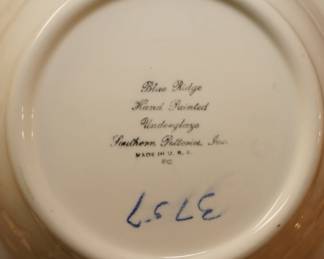 Blue Ridge
Hand Painted
Underglaze
Southern Potteries, Inc.
MADE IN U.S.A.
3757